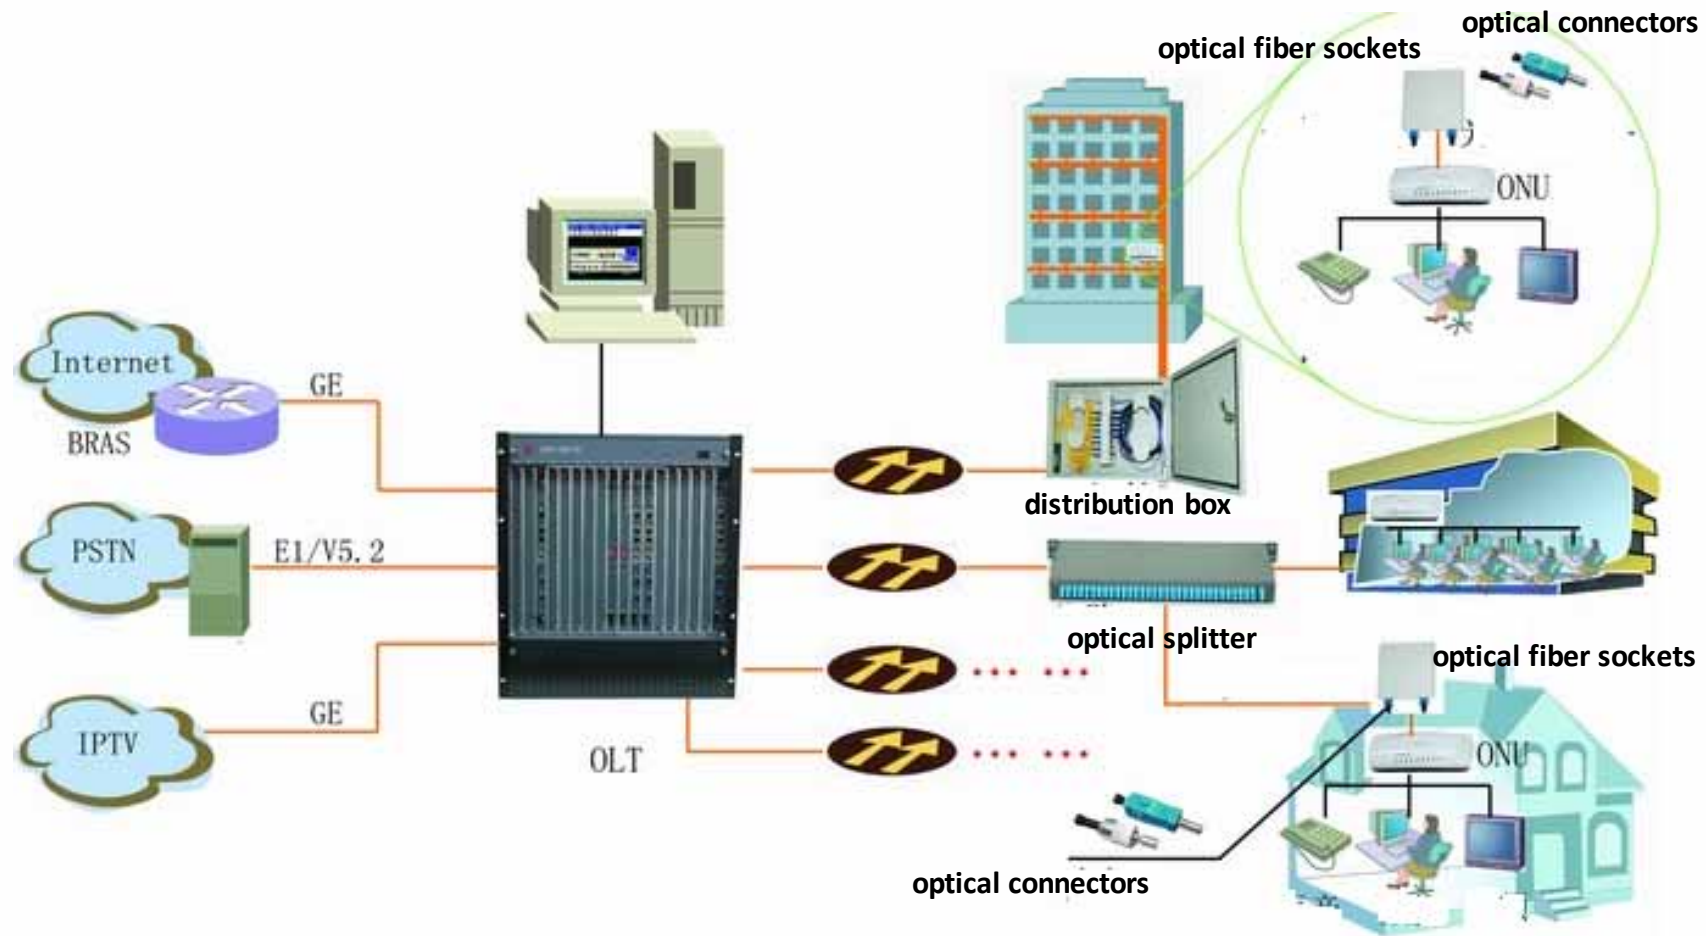 optical connectors
optical fiber sockets
ONU
Internet
GE
BRAS
distribution box
PSTN
E1/V5.2
optical splitter
optical fiber sockets
GE
IPTV
OLT
ONU
optical connectors